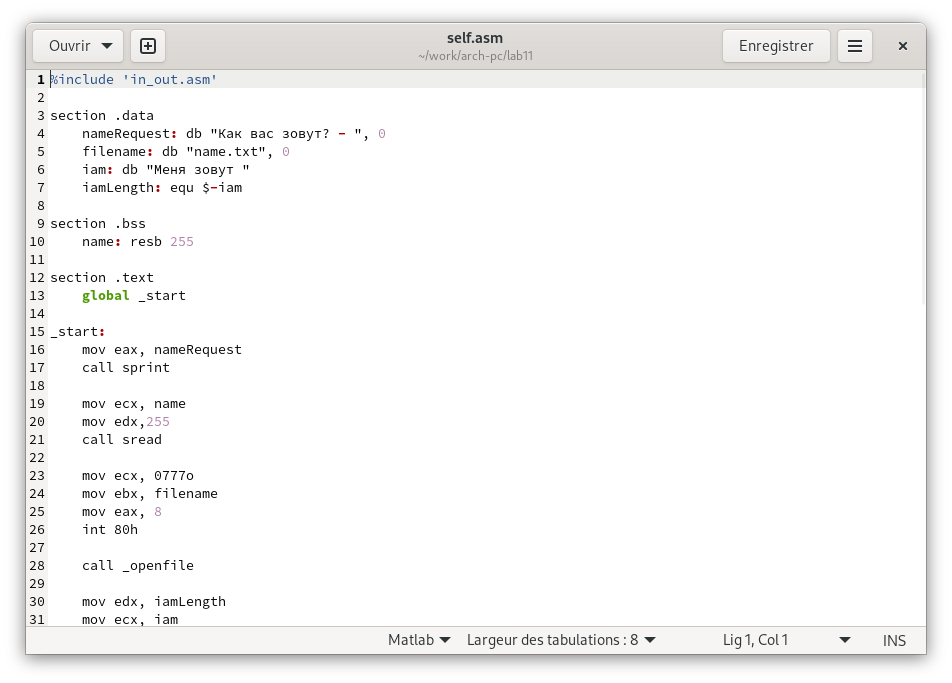 Ouvrir
self.asm
~/work/arch-pc/lab11
Enregistrer
1 %include 'in_out.asm'
2
3 section .data
4     nameRequest: db "Как вас зовут? - ", 0
5     filename: db "name.txt", 0
6     iam: db "Меня зовут "
7     iamLength: equ $-iam
8
9 section .bss
10     name: resb 255
11
12 section .text
13     global _start
14
15 _start:
16     mov eax, nameRequest
17     call sprint
18
19     mov ecx, name
20     mov edx,255
21     call sread
22
23     mov ecx, 0777o
24     mov ebx, filename
25     mov eax, 8
26     int 80h
27
28     call _openfile
29
30     mov edx, iamLength
31     mov ecx, iam
Matlab Largeur des tabulations : 8 Lig 1, Col 1 INS